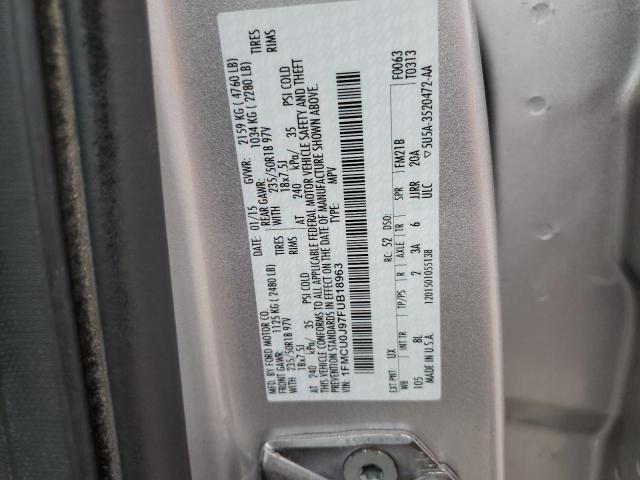 MFD. BY FORD MOTOR CO.
DATE: 01/15 GVWR: 2159 KG ( 4760 LB)
FRONT GAWR: 1125 KG ( 2480 LB) REAR GAWR: 1034 KG ( 2280 LB)
WITH 235/50R18 97V TIRES WITH 235/50R18 97V TIRES
18x7.5J RIMS 18x7.5J RIMS
AT 240 kPa/ 35 PSI COLD AT 240 kPa/ 35 PSI COLD
THIS VEHICLE CONFORMS TO ALL APPLICABLE FEDERAL MOTOR VEHICLE SAFETY AND THEFT
PREVENTION STANDARDS IN EFFECT ON THE DATE OF MANUFACTURE SHOWN ABOVE.
1FMCU0J97FUB18963
TYPE: MPV
F0063
T0313
EXT PNT: UX RC: 52 DSO: FM21B
WB INT TR TP/PS R AXLE TR SPR
105 BL 2 3A 6 JJRR 20A
MADE IN U.S.A. 1201501055138 ULC ▽5U5A-3520472-AA